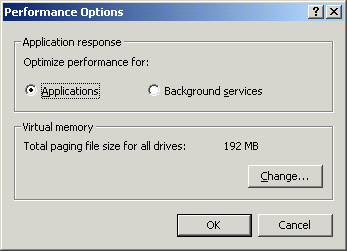 Performance Options
Application response
Optimize performance for:
Applications Background services
Virtual memory
Total paging file size for all drives: 192 MB
Change...
OK Cancel